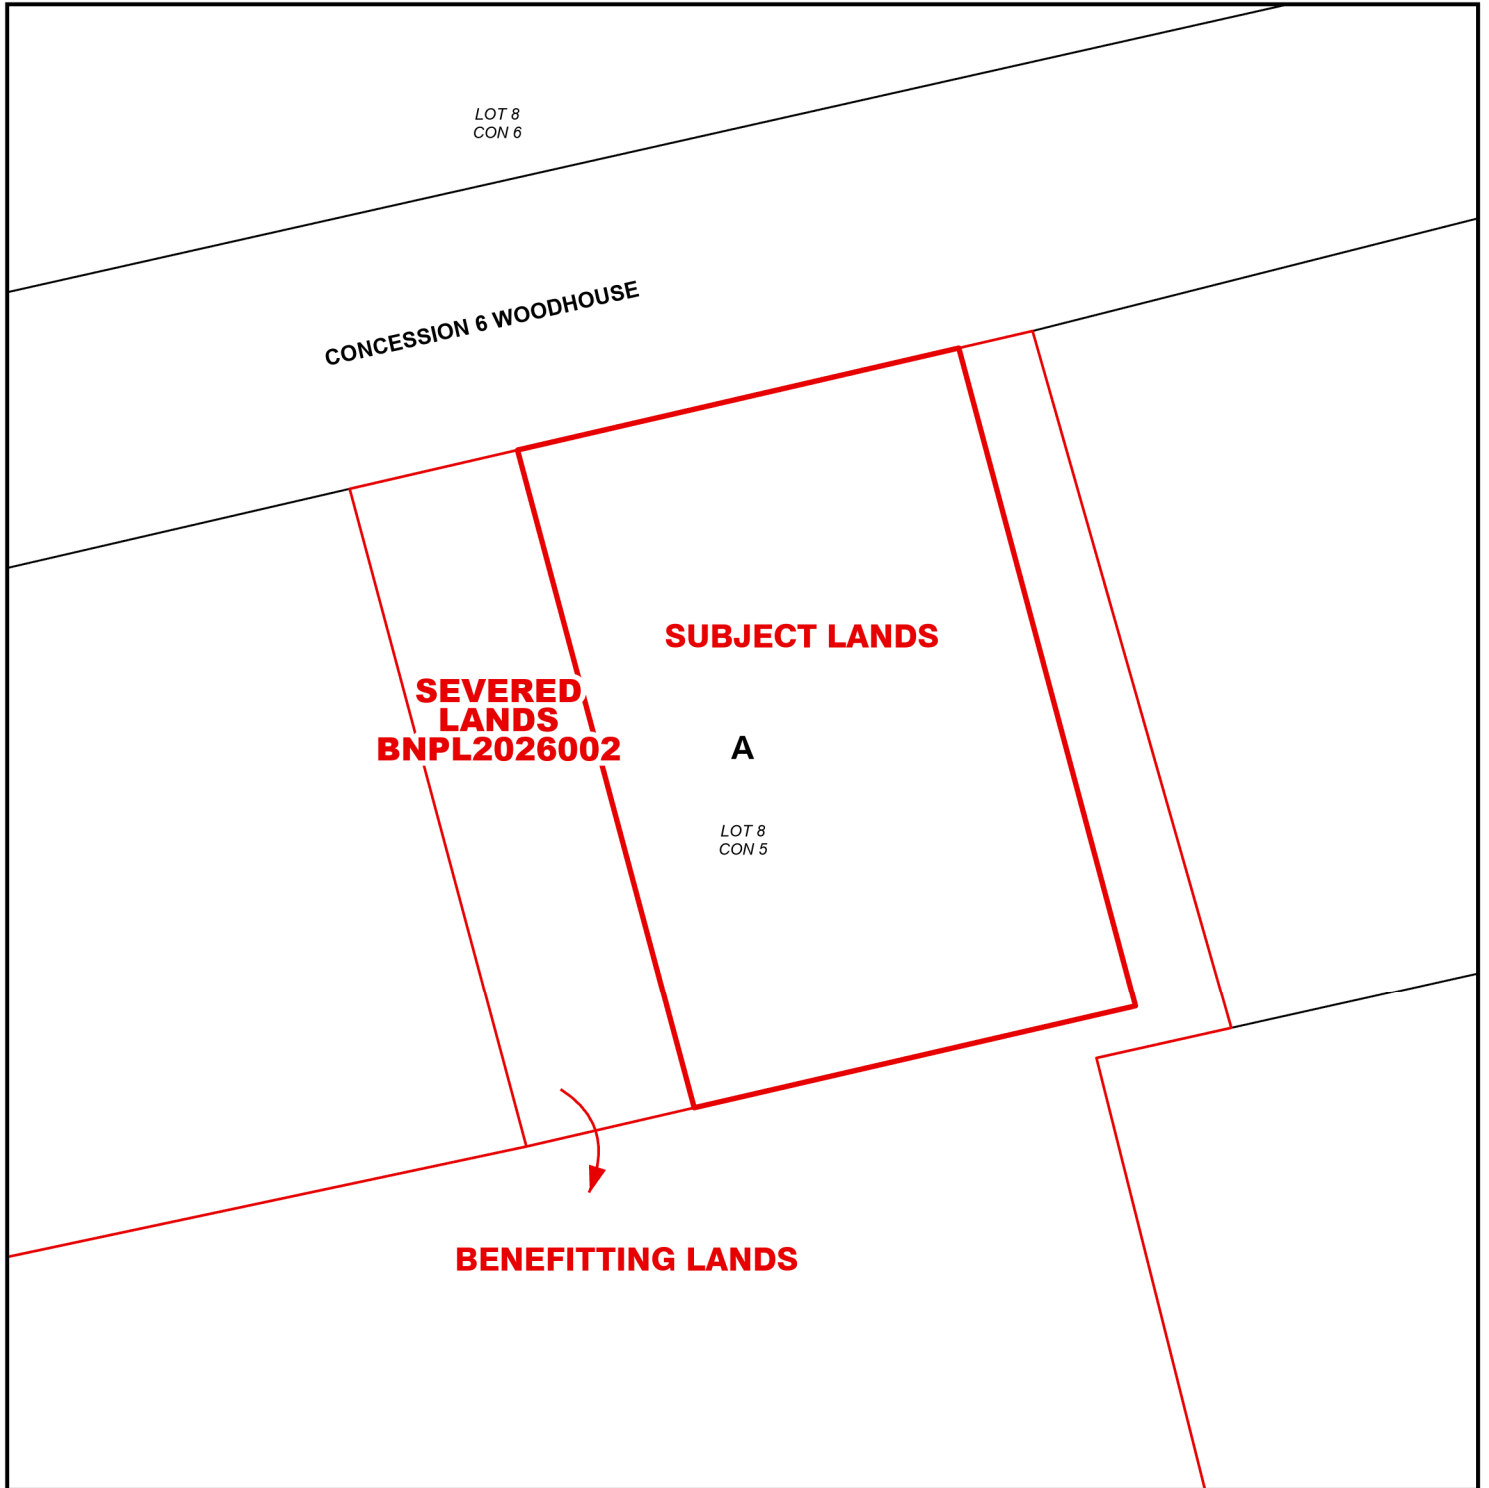 LOT 8
CON 6
CONCESSION 6 WOODHOUSE
SUBJECT LANDS
SEVERED
LANDS
BNPL2026002
A
LOT 8
CON 5
BENEFITTING LANDS